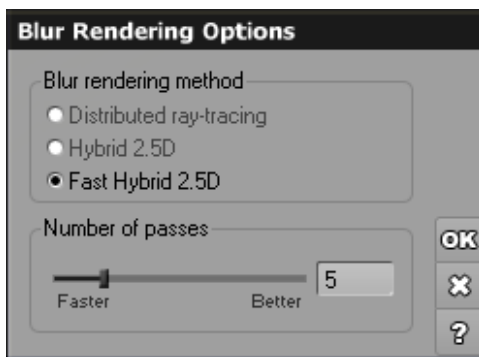 Blur Rendering Options
Blur rendering method
Distributed ray-tracing
Hybrid 2.5D
Fast Hybrid 2.5D
Number of passes
5
Faster Better
OK
?